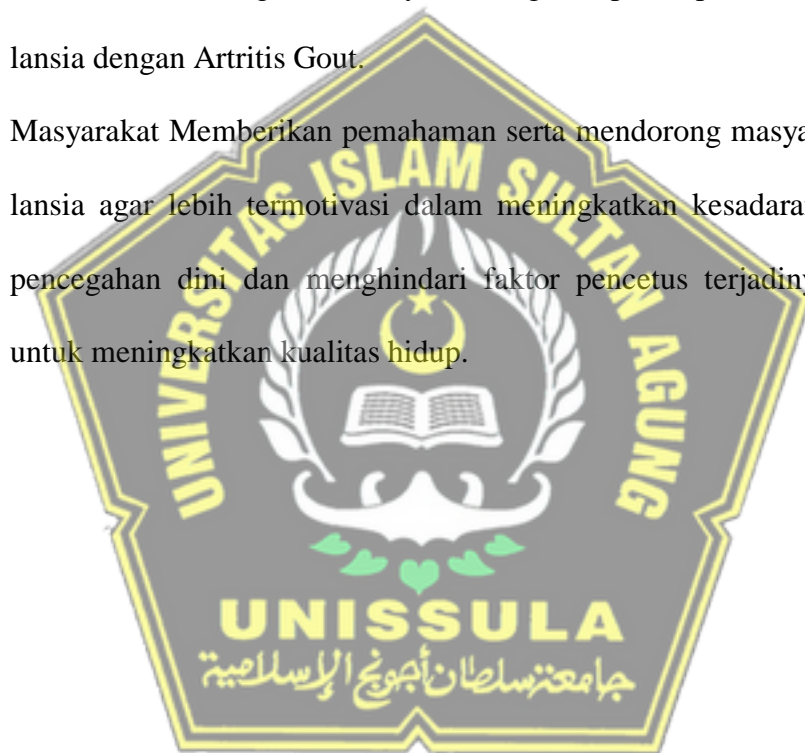 lansia dengan Artritis Gout.
Masyarakat Memberikan pemahaman serta mendorong masya
lansia agar lebih termotivasi dalam meningkatkan kesadara
pencegahan dini dan menghindari faktor pencetus terjadiny
untuk meningkatkan kualitas hidup.
UNIVERSITAS ISLAM SULTAN AGUNG
UNISSULA
جامعة سلطان أجونج الإسلامية